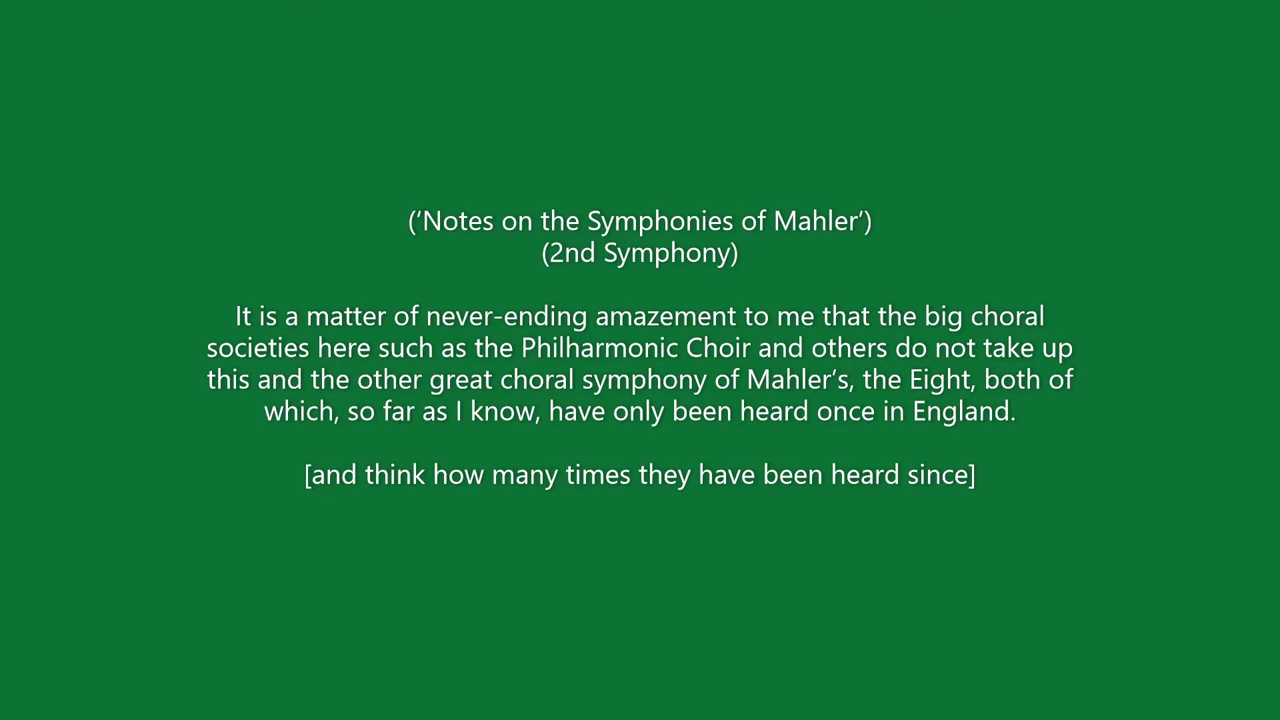 (‘Notes on the Symphonies of Mahler’)
(2nd Symphony)
It is a matter of never-ending amazement to me that the big choral
societies here such as the Philharmonic Choir and others do not take up
this and the other great choral symphony of Mahler’s, the Eight, both of
which, so far as I know, have only been heard once in England.
[and think how many times they have been heard since]